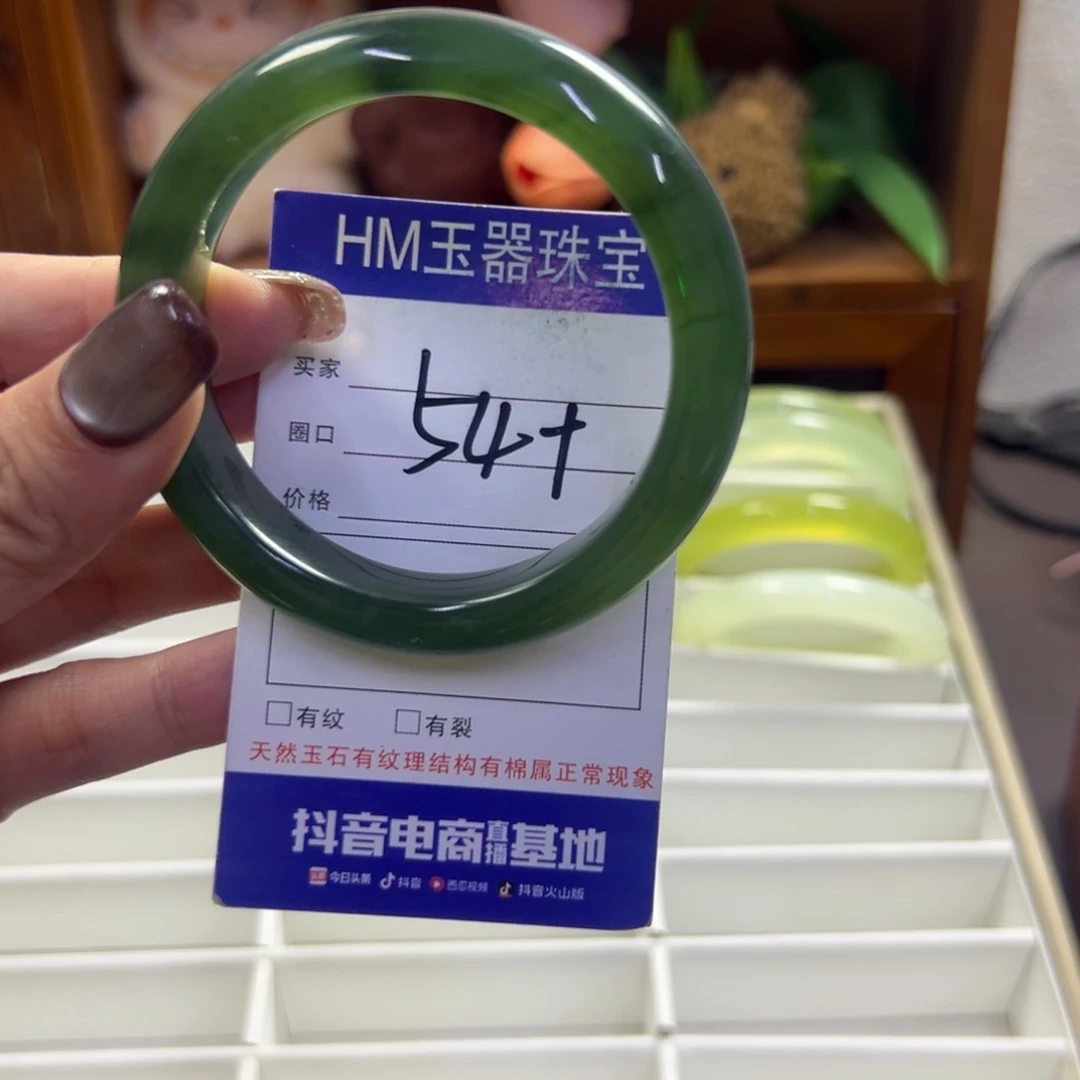 HM玉器珠宝
买家
圈口 54+
价格
有纹 有裂
天然玉石有纹理结构有棉属正常现象
抖音电商直播基地
今日头条 抖音 西瓜视频 抖音火山版